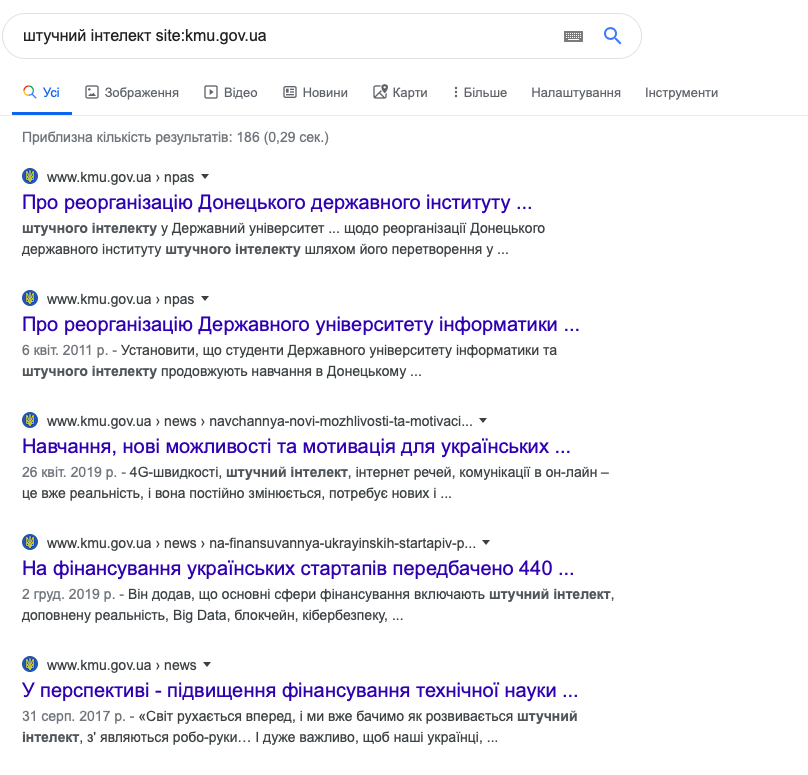 штучний інтелект site:kmu.gov.ua
Усі Зображення Відео Новини Карти Більше Налаштування Інструменти
Приблизна кількість результатів: 186 (0,29 сек.)
www.kmu.gov.ua › npas
Про реорганізацію Донецького державного інституту ...
штучного інтелекту у Державний університет ... щодо реорганізації Донецького
державного інституту штучного інтелекту шляхом його перетворення у ...
www.kmu.gov.ua › npas
Про реорганізацію Державного університету інформатики ...
6 квіт. 2011 р. - Установити, що студенти Державного університету інформатики та
штучного інтелекту продовжують навчання в Донецькому ...
www.kmu.gov.ua › news › navchannya-novi-mozhlivosti-ta-motivaci...
Навчання, нові можливості та мотивація для українських ...
26 квіт. 2019 р. - 4G-швидкості, штучний інтелект, інтернет речей, комунікації в он-лайн –
це вже реальність, і вона постійно змінюється, потребує нових і ...
www.kmu.gov.ua › news › na-finansuvannya-ukrayinskih-startapiv-p...
На фінансування українських стартапів передбачено 440 ...
2 груд. 2019 р. - Він додав, що основні сфери фінансування включають штучний інтелект,
доповнену реальність, Big Data, блокчейн, кібербезпеку, ...
www.kmu.gov.ua › news
У перспективі - підвищення фінансування технічної науки ...
31 серп. 2017 р. - «Світ рухається вперед, і ми вже бачимо як розвивається штучний
інтелект, з' являються робо-руки… І дуже важливо, щоб наші українці, ...